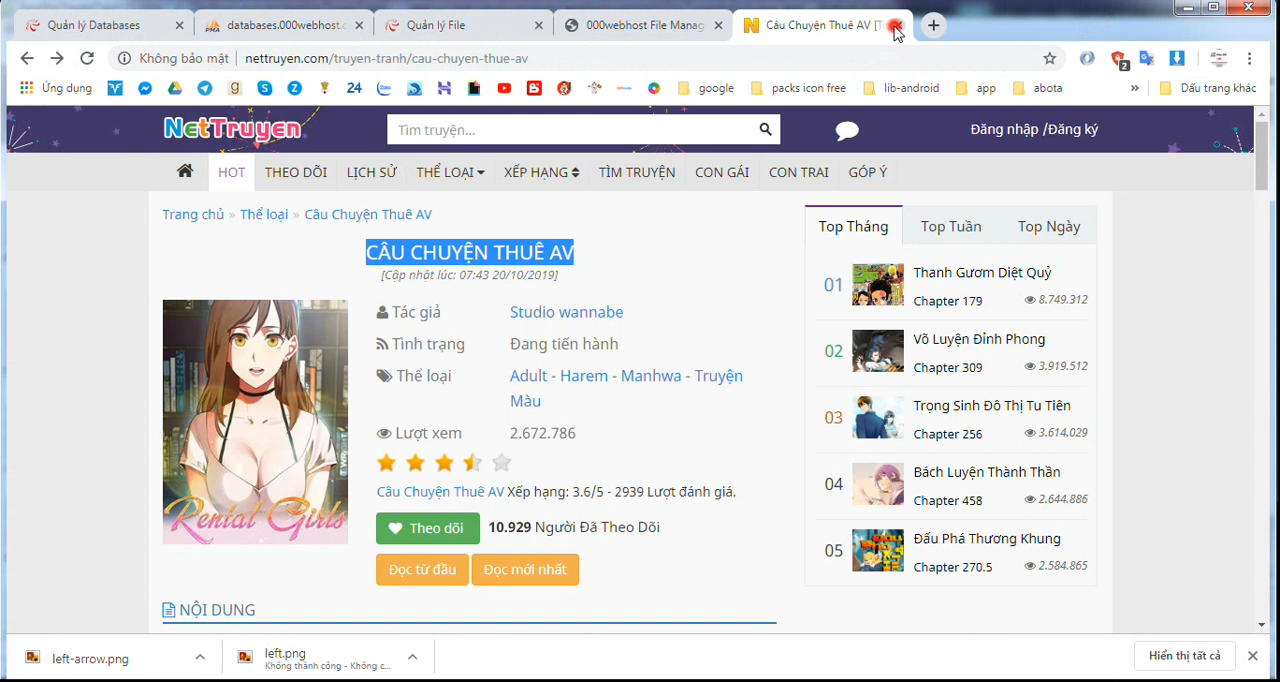 Quản lý Databases
databases.000webhost.c
Quản lý File
000webhost File Manag
Câu Chuyện Thuê AV [T
Không bảo mật | nettruyen.com/truyen-tranh/cau-chuyen-thue-av
2
Ứng dụng
24
google
packs icon free
lib-android
app
abota
»
Dấu trang khác
NetTruyen
Tìm truyện...
Đăng nhập /Đăng ký
HOT
THEO DÕI
LỊCH SỬ
THỂ LOẠI
XẾP HẠNG
TÌM TRUYỆN
CON GÁI
CON TRAI
GÓP Ý
Trang chủ » Thể loại » Câu Chuyện Thuê AV
CÂU CHUYỆN THUÊ AV
[Cập nhật lúc: 07:43 20/10/2019]
Rental Girls
Tác giả
Studio wannabe
Tình trạng
Đang tiến hành
Thể loại
Adult - Harem - Manhwa - Truyện
Màu
Lượt xem
2.672.786
Câu Chuyện Thuê AV Xếp hạng: 3.6/5 - 2939 Lượt đánh giá.
Theo dõi
10.929 Người Đã Theo Dõi
Đọc từ đầu
Đọc mới nhất
NỘI DUNG
Top Tháng
Top Tuần
Top Ngày
01
Thanh Gươm Diệt Quỷ
Chapter 179
8.749.312
02
Võ Luyện Đỉnh Phong
Chapter 309
3.919.512
03
Trọng Sinh Đô Thị Tu Tiên
Chapter 256
3.614.029
04
Bách Luyện Thành Thần
Chapter 458
2.644.886
05
Đấu Phá Thương Khung
Chapter 270.5
2.584.865
left-arrow.png
left.png
Không thành công - Không c...
Hiển thị tất cả